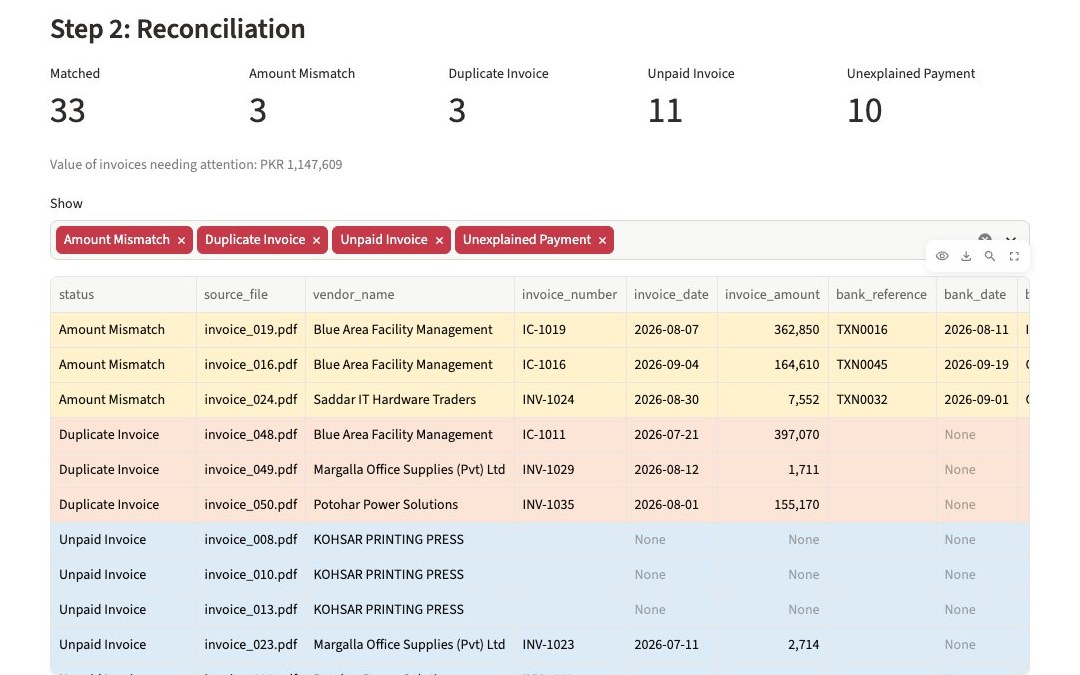 Step 2: Reconciliation
Matched Amount Mismatch Duplicate Invoice Unpaid Invoice Unexplained Payment
33 3 3 11 10
Value of invoices needing attention: PKR 1,147,609
Show
Amount Mismatch × Duplicate Invoice × Unpaid Invoice × Unexplained Payment ×
status source_file vendor_name invoice_number invoice_date invoice_amount bank_reference bank_date
Amount Mismatch invoice_019.pdf Blue Area Facility Management IC-1019 2026-08-07 362,850 TXN0016 2026-08-11
Amount Mismatch invoice_016.pdf Blue Area Facility Management IC-1016 2026-09-04 164,610 TXN0045 2026-09-19
Amount Mismatch invoice_024.pdf Saddar IT Hardware Traders INV-1024 2026-08-30 7,552 TXN0032 2026-09-01
Duplicate Invoice invoice_048.pdf Blue Area Facility Management IC-1011 2026-07-21 397,070 None
Duplicate Invoice invoice_049.pdf Margalla Office Supplies (Pvt) Ltd INV-1029 2026-08-12 1,711 None
Duplicate Invoice invoice_050.pdf Potohar Power Solutions INV-1035 2026-08-01 155,170 None
Unpaid Invoice invoice_008.pdf KOHSAR PRINTING PRESS None None None
Unpaid Invoice invoice_010.pdf KOHSAR PRINTING PRESS None None None
Unpaid Invoice invoice_013.pdf KOHSAR PRINTING PRESS None None None
Unpaid Invoice invoice_023.pdf Margalla Office Supplies (Pvt) Ltd INV-1023 2026-07-11 2,714 None